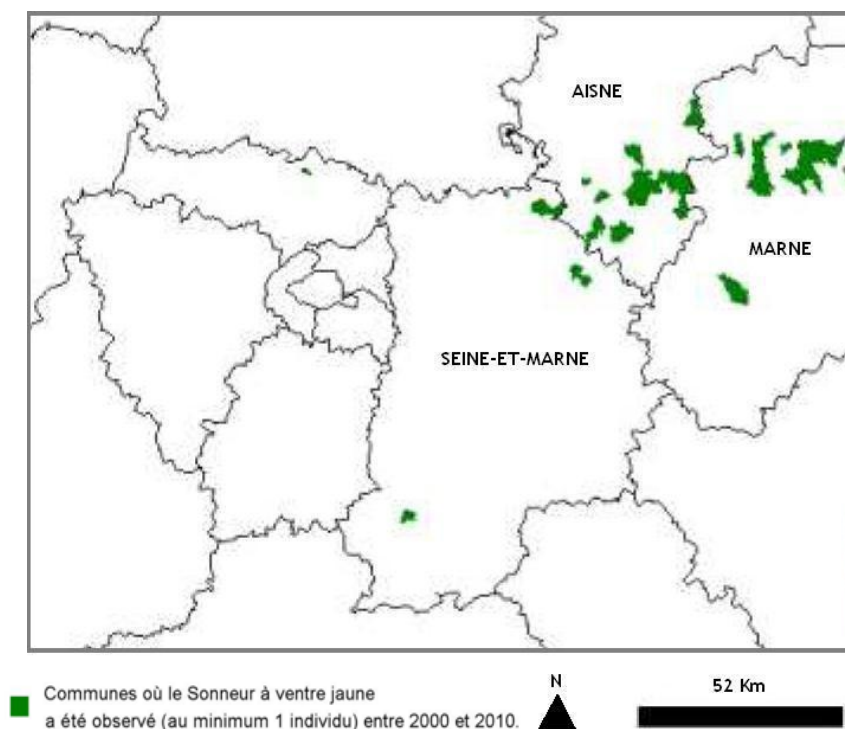 AISNE
MARNE
SEINE-ET-MARNE
Communes où le Sonneur à ventre jaune
a été observé (au minimum 1 individu) entre 2000 et 2010.
N
52 Km